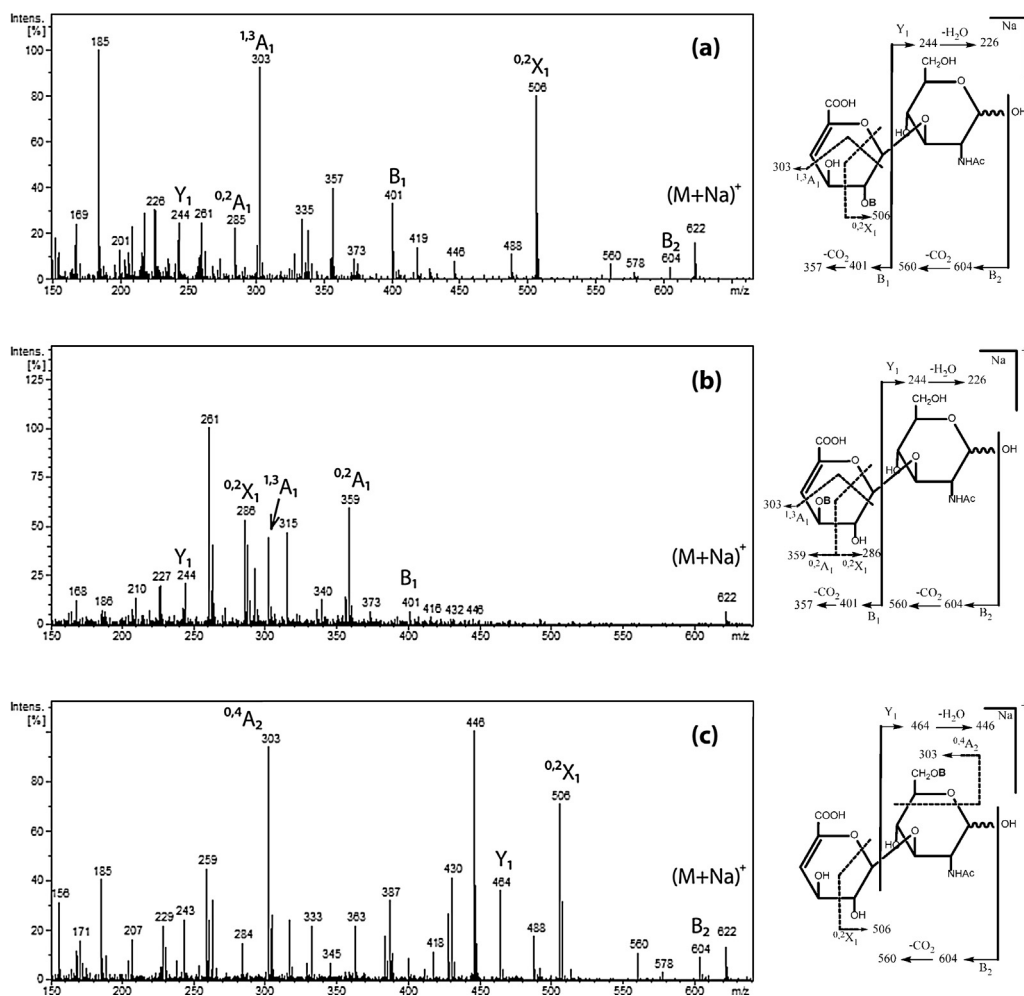 Intens.
[%]
(a)
185
1,3A1
303
0,2X1
506
(M+Na)+
100
80
60
40
20
0
169
201
226
Y1
244
261
0,2A1
285
335
357
373
B1
401
419
446
488
560
578
B2
604
622
150 200 250 300 350 400 450 500 550 600 m/z
Na
Y1 244 -H2O 226
CH2OH
COOH
O
O
OH
HO
O
O
OH
NHAc
OB
303
1,3A1
506
0,2X1
-CO2 -CO2
357 401 560 604
B1 B2
Intens.
[%]
(b)
125
100
75
50
25
0
261
0,2X1
286
1,3A1
303
315
0,2A1
359
168
186
210
227
Y1
244
340
373
B1
401
416
432
446
622
(M+Na)+
150 200 250 300 350 400 450 500 550 600 m/z
Na
Y1 244 -H2O 226
CH2OH
COOH
O
O
OH
HO
O
O
OB
NHAc
OH
303
1,3A1
359 0,2A1 0,2X1 286
-CO2 -CO2
357 401 560 604
B1 B2
Intens.
[%]
(c)
100
80
60
40
20
0
0,4A2
303
446
0,2X1
506
(M+Na)+
156
171
185
207
229
243
259
284
333
345
363
387
418
430
Y1
464
488
560
578
B2
604
622
150 200 250 300 350 400 450 500 550 600 m/z
Na
Y1 464 -H2O 446
0,4A2
303
CH2OB
COOH
O
O
OH
HO
O
O
OH
NHAc
OH
0,2X1 506
-CO2
560 604
B2